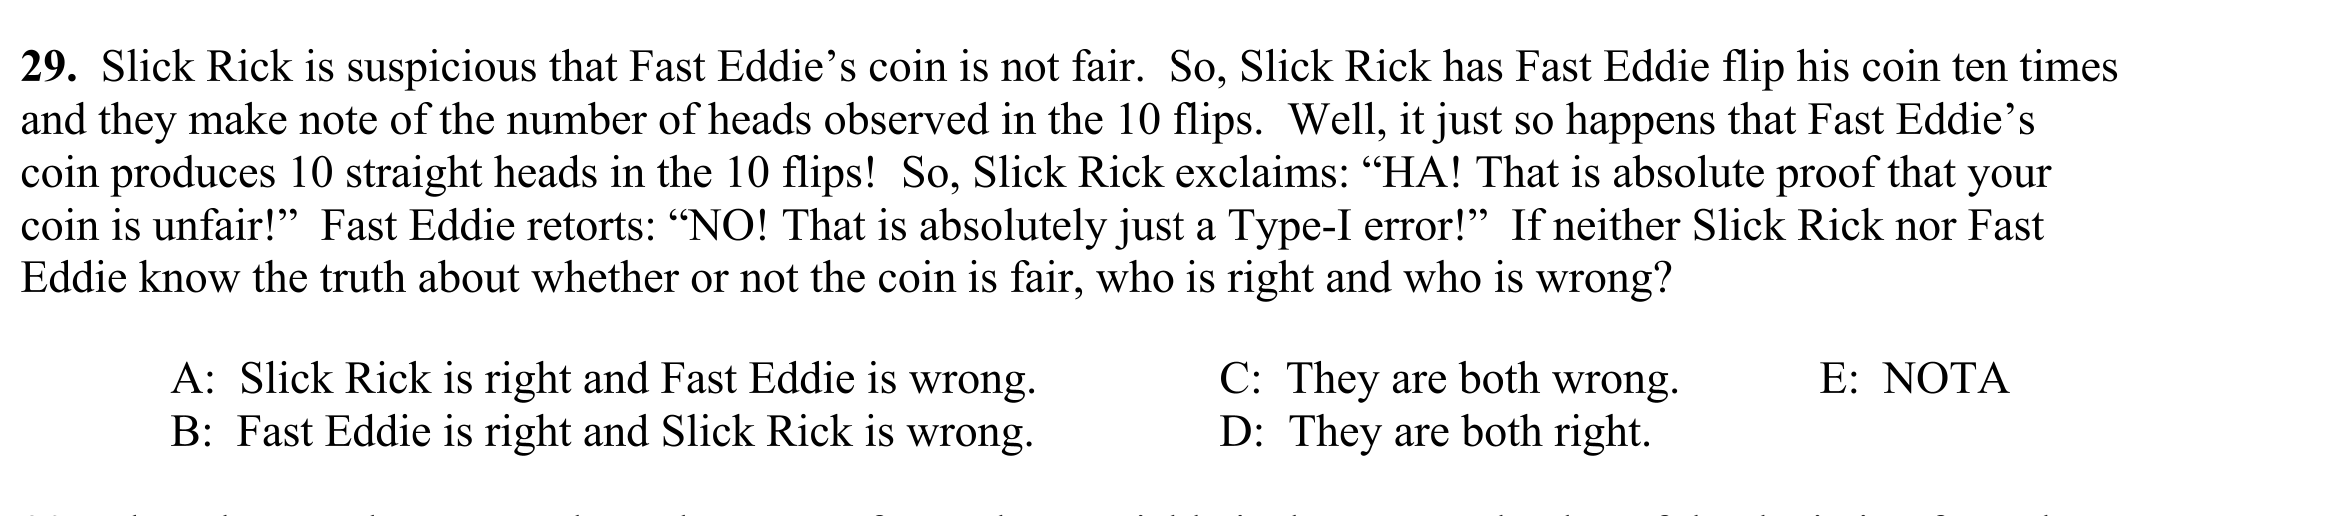 29. Slick Rick is suspicious that Fast Eddie’s coin is not fair. So, Slick Rick has Fast Eddie flip his coin ten times
and they make note of the number of heads observed in the 10 flips. Well, it just so happens that Fast Eddie’s
coin produces 10 straight heads in the 10 flips! So, Slick Rick exclaims: “HA! That is absolute proof that your
coin is unfair!” Fast Eddie retorts: “NO! That is absolutely just a Type-I error!” If neither Slick Rick nor Fast
Eddie know the truth about whether or not the coin is fair, who is right and who is wrong?
A: Slick Rick is right and Fast Eddie is wrong. C: They are both wrong. E: NOTA
B: Fast Eddie is right and Slick Rick is wrong. D: They are both right.